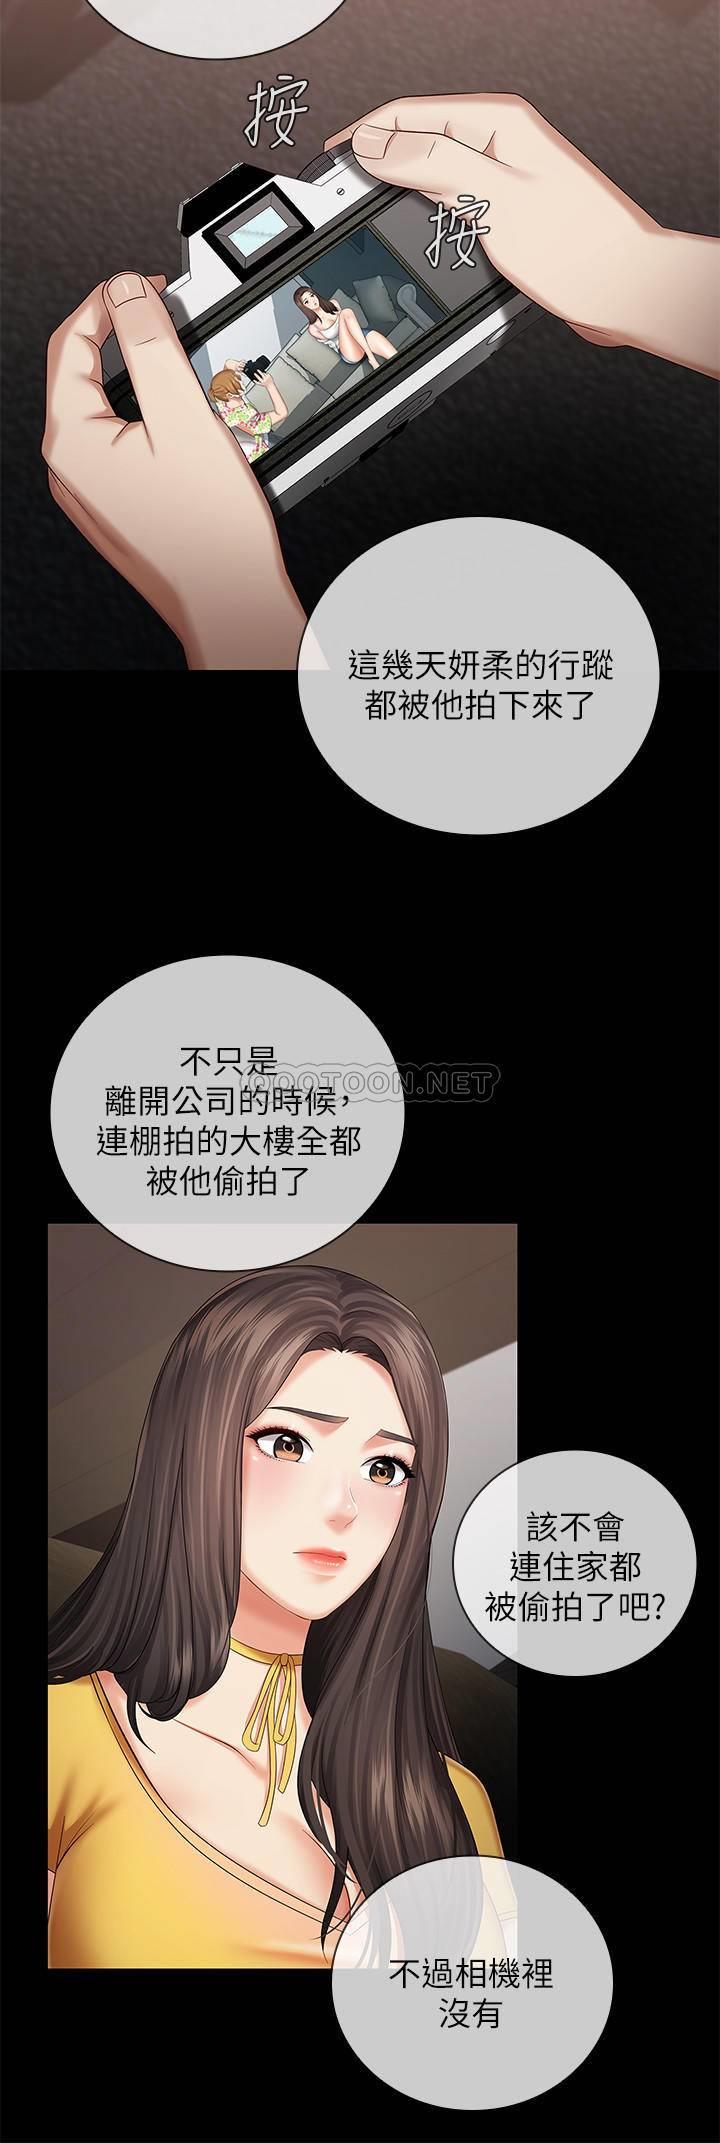 按
按
這幾天妍柔的行蹤
都被他拍下來了
不只是
離開公司的時候，
連棚拍的大樓全都
被他偷拍了
TOPTOON.NET
該不會
連住家都
被偷拍了吧?
不過相機裡
沒有